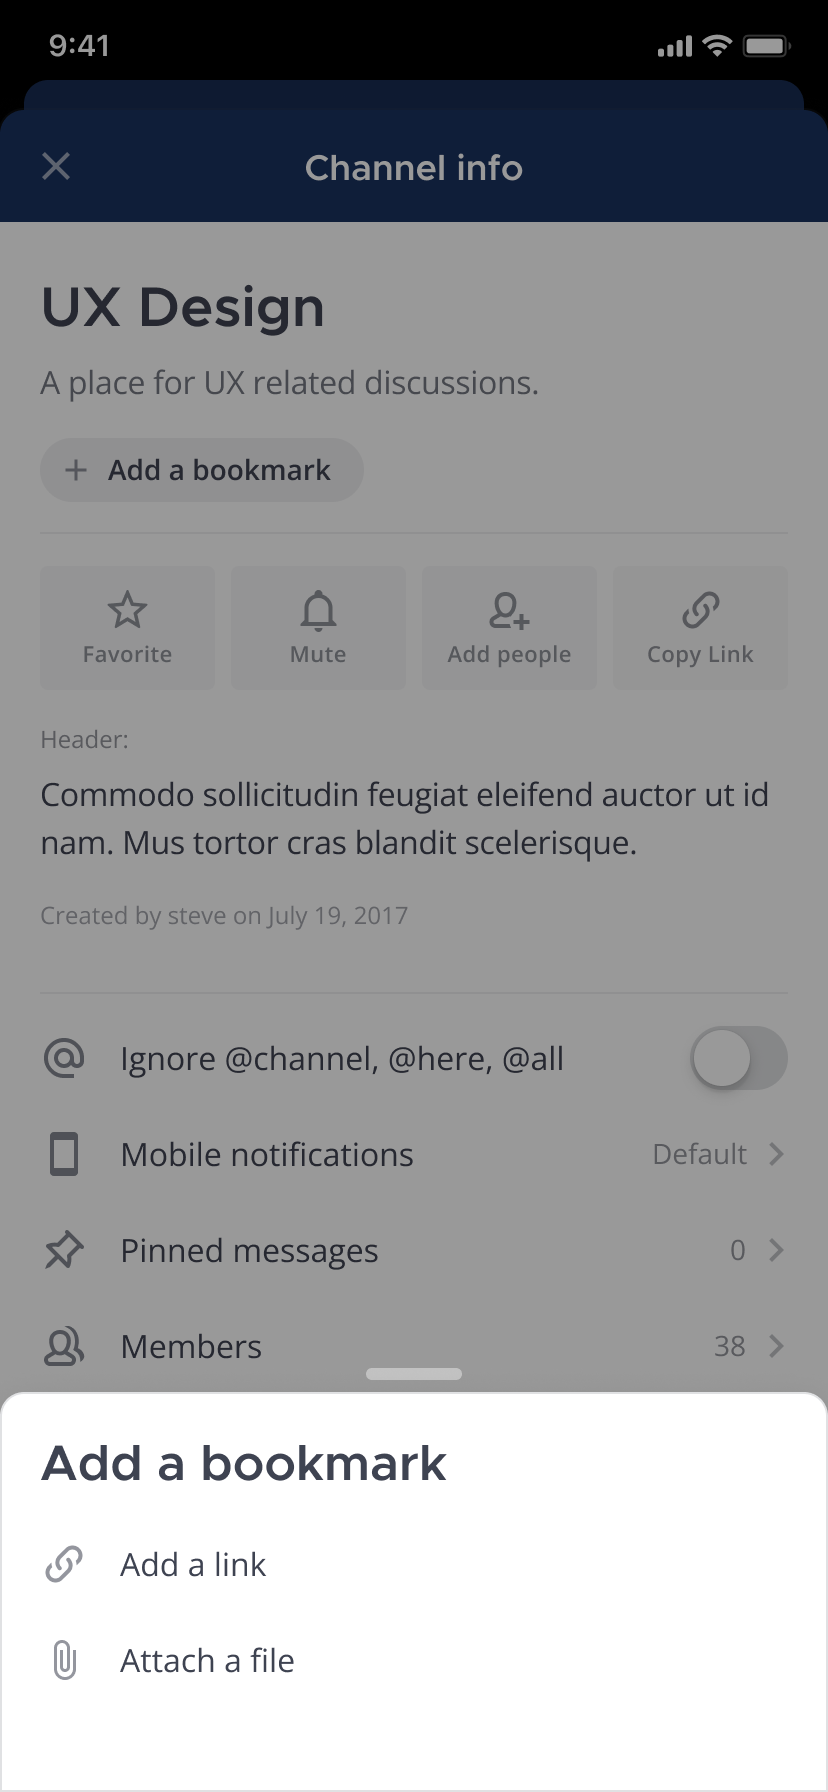 9:41
Channel info
UX Design
A place for UX related discussions.
Add a bookmark
Favorite
Mute
Add people
Copy Link
Header:
Commodo sollicitudin feugiat eleifend auctor ut id
nam. Mus tortor cras blandit scelerisque.
Created by steve on July 19, 2017
Ignore @channel, @here, @all
Mobile notifications Default
Pinned messages 0
Members 38
Add a bookmark
Add a link
Attach a file